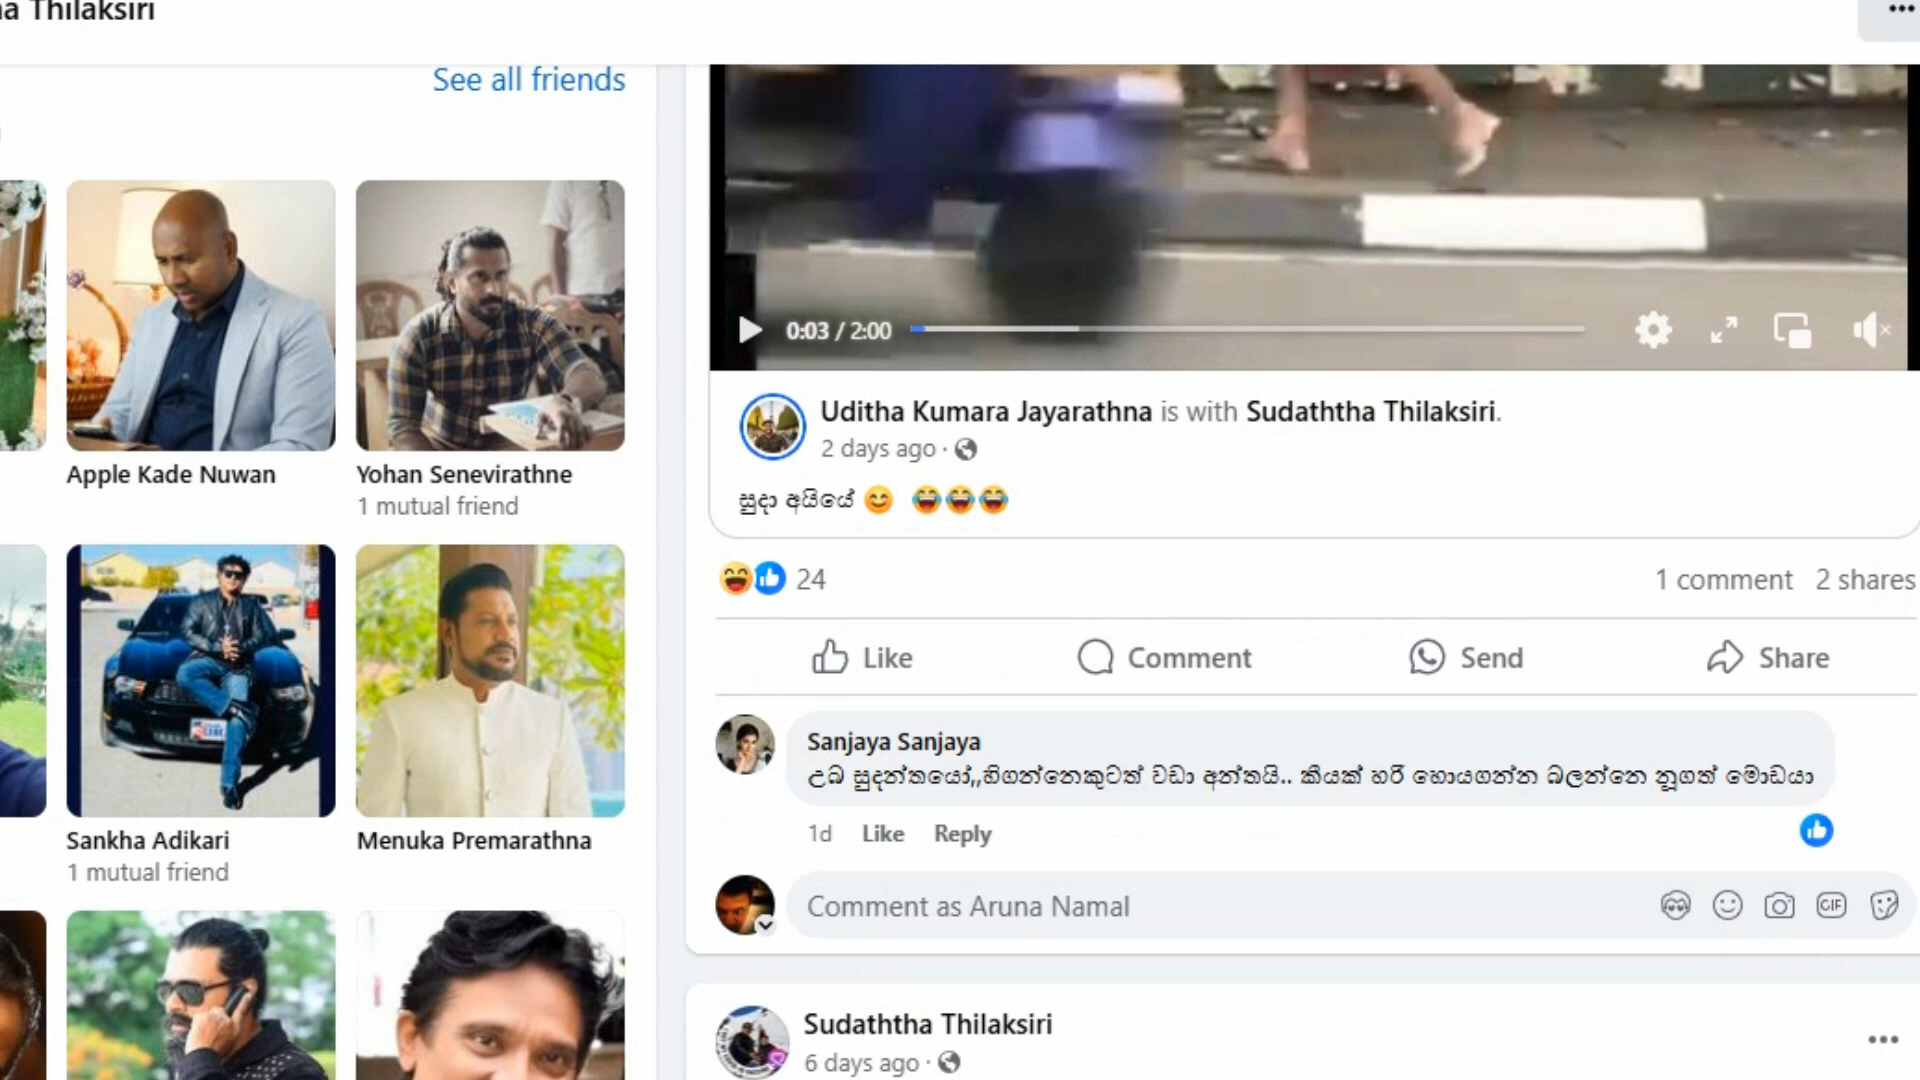 a Thilaksiri
See all friends
Apple Kade Nuwan
Yohan Senevirathne
1 mutual friend
Sankha Adikari
1 mutual friend
Menuka Premarathna
0:03 / 2:00
Uditha Kumara Jayarathna is with Sudaththa Thilaksiri.
2 days ago ·
සුදා අයියේ 😊 😂😂😂
24
1 comment 2 shares
Like Comment Send Share
Sanjaya Sanjaya
උබ සුදන්තයෝ,,හිගන්නෙකුටත් වඩා අන්තයි.. කීයක් හරි හොයගන්න බලන්නෙ නූගත් මෝඩයා
1d Like Reply
Comment as Aruna Namal
GIF
Sudaththa Thilaksiri
6 days ago ·